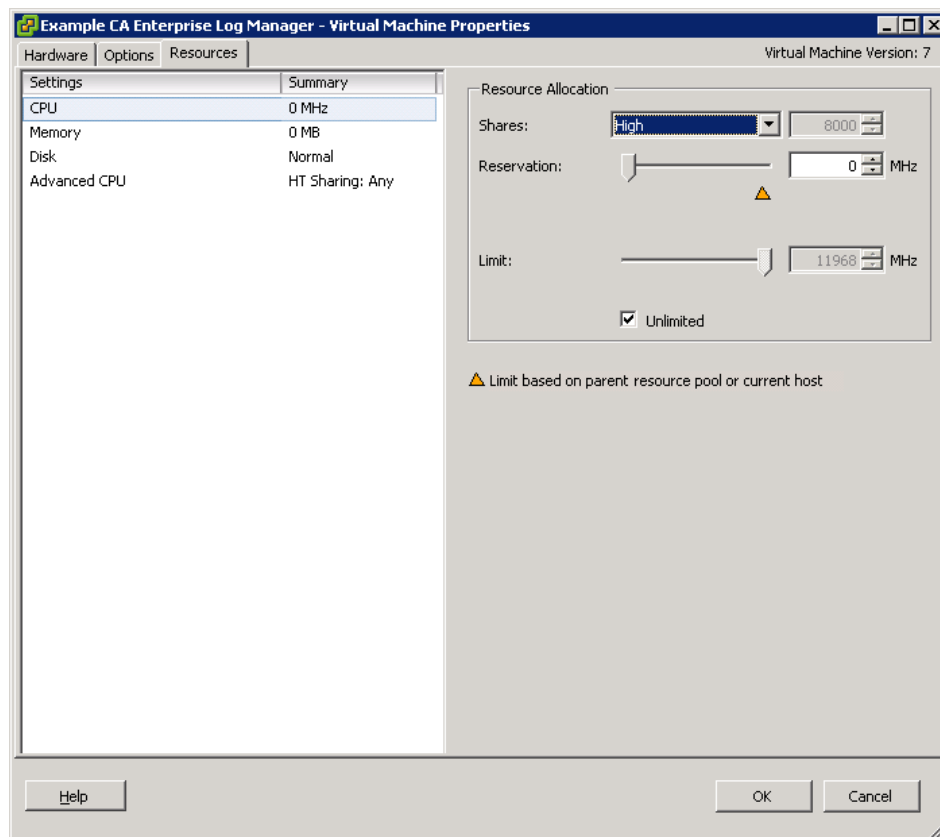 Example CA Enterprise Log Manager - Virtual Machine Properties
Hardware Options Resources Virtual Machine Version: 7
Settings Summary
CPU 0 MHz
Memory 0 MB
Disk Normal
Advanced CPU HT Sharing: Any
Resource Allocation
Shares: High 8000
Reservation: 0 MHz
Limit: 11968 MHz
Unlimited
Limit based on parent resource pool or current host
Help OK Cancel